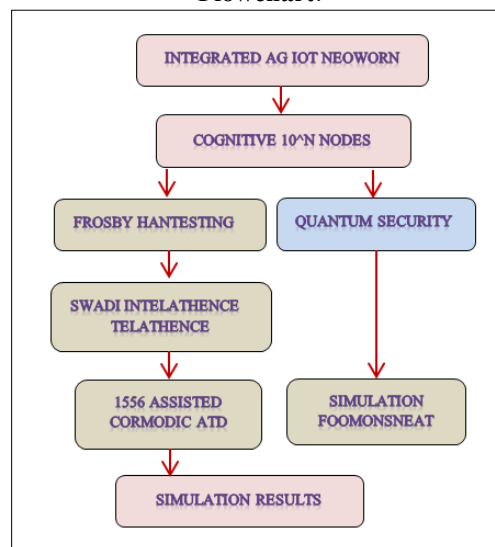 Flowchart:
INTEGRATED AG IOT NEOWORN
COGNITIVE 10^N NODES
FROSBY HANTESTING
QUANTUM SECURITY
SWADI INTELATHENCE
TELATHENCE
1556 ASSISTED
CORMODIC ATD
SIMULATION
FOOMONSNEAT
SIMULATION RESULTS